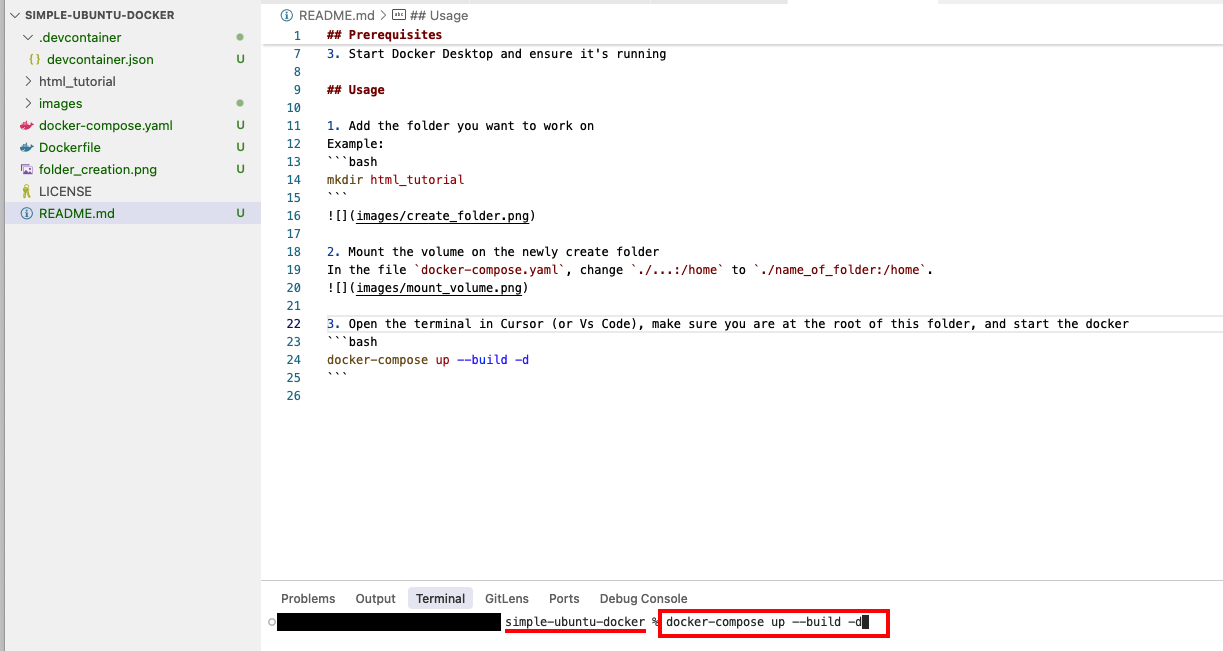 SIMPLE-UBUNTU-DOCKER
.devcontainer
{} devcontainer.json U
html_tutorial
images
docker-compose.yaml U
Dockerfile U
folder_creation.png U
LICENSE
README.md U
README.md > abc ## Usage
1 ## Prerequisites
7 3. Start Docker Desktop and ensure it's running
8
9 ## Usage
10
11 1. Add the folder you want to work on
12 Example:
13 ```bash
14 mkdir html_tutorial
15 ```
16 ![](images/create_folder.png)
17
18 2. Mount the volume on the newly create folder
19 In the file `docker-compose.yaml`, change `./...:/home` to `./name_of_folder:/home`.
20 ![](images/mount_volume.png)
21
22 3. Open the terminal in Cursor (or Vs Code), make sure you are at the root of this folder, and start the docker
23 ```bash
24 docker-compose up --build -d
25 ```
26
Problems Output Terminal GitLens Ports Debug Console
simple-ubuntu-docker % docker-compose up --build -d